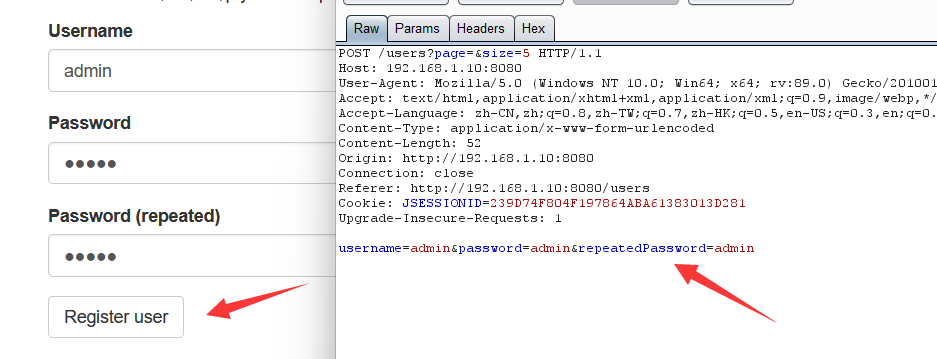 Username
admin
Password
●●●●●
Password (repeated)
●●●●●
Register user
Raw Params Headers Hex
POST /users?page=&size=5 HTTP/1.1
Host: 192.168.1.10:8080
User-Agent: Mozilla/5.0 (Windows NT 10.0; Win64; x64; rv:89.0) Gecko/201001
Accept: text/html,application/xhtml+xml,application/xml;q=0.9,image/webp,*/
Accept-Language: zh-CN,zh;q=0.8,zh-TW;q=0.7,zh-HK;q=0.5,en-US;q=0.3,en;q=0.
Content-Type: application/x-www-form-urlencoded
Content-Length: 52
Origin: http://192.168.1.10:8080
Connection: close
Referer: http://192.168.1.10:8080/users
Cookie: JSESSIONID=239D74F804F197864ABA61383013D281
Upgrade-Insecure-Requests: 1
username=admin&password=admin&repeatedPassword=admin